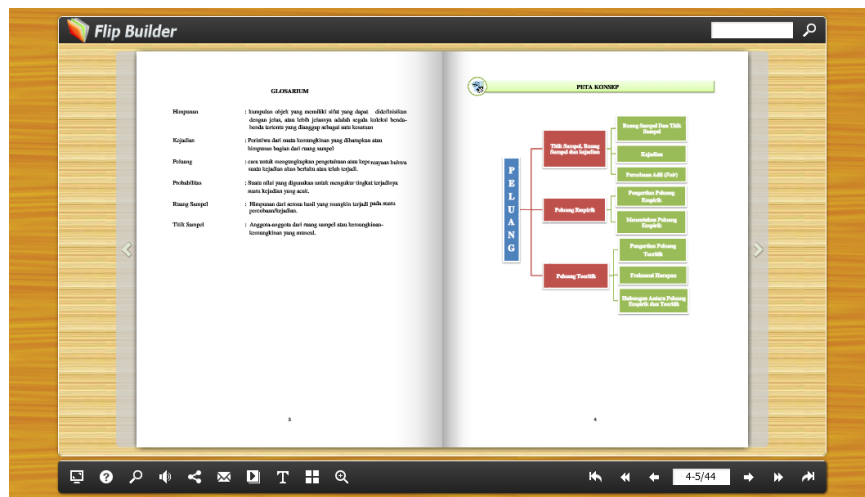 Flip Builder
GLOSARIUM
Himpunan : kumpulan objek yang memiliki sifat yang dapat didefinisikan
dengan jelas, atau lebih jelasnya adalah segala koleksi benda-
benda tertentu yang dianggap sebagai satu kesatuan
Kejadian : Peristiwa dari suatu kemungkinan yang diharapkan atau
himpunan bagian dari ruang sampel
Peluang : cara untuk mengungkapkan pengetahuan atau kepercayaan bahwa
suatu kejadian akan berlaku atau telah terjadi.
Probabilitas : Suatu nilai yang digunakan untuk mengukur tingkat terjadinya
suatu kejadian yang acak.
Ruang Sampel : Himpunan dari semua hasil yang mungkin terjadi pada suatu
percobaan/kejadian.
Titik Sampel : Anggota-anggota dari ruang sampel atau kemungkinan-
kemungkinan yang muncul.
3
PETA KONSEP
PELUANG
Titik Sampel, Ruang
Sampel dan kejadian
Ruang Sampel Dan Titik
Sampel
Kejadian
Percobaan Adil (Fair)
Peluang Empirik
Pengertian Peluang
Empirik
Menentukan Peluang
Empirik
Peluang Teoritik
Pengertian Peluang
Teoritik
Frekuensi Harapan
Hubungan Antara Peluang
Empirik dan Teoritik
4
4-5/44